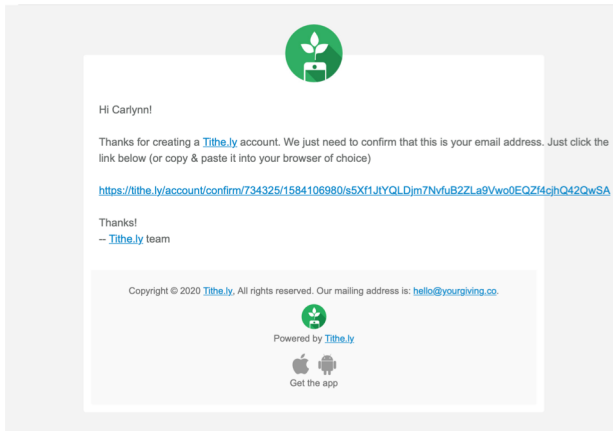 Hi Carlynn!
Thanks for creating a Tithe.ly account. We just need to confirm that this is your email address. Just click the
link below (or copy & paste it into your browser of choice)
https://tithe.ly/account/confirm/734325/1584106980/s5Xf1JtYQLDjm7NvfuB2ZLa9Vwo0EQZf4cjhQ42QwSA
Thanks!
– Tithe.ly team
Copyright © 2020 Tithe.ly, All rights reserved. Our mailing address is: hello@yourgiving.co.
Powered by Tithe.ly
Get the app